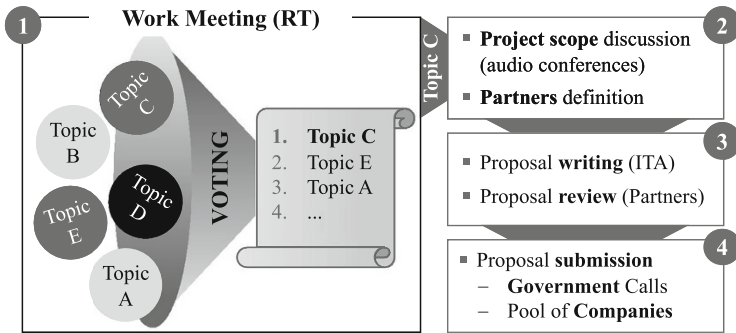 1
Work Meeting (RT)
Topic
C
Topic
B
Topic
D
Topic
E
Topic
A
VOTING
1. Topic C
2. Topic E
3. Topic A
4. ...
Topic C
2
▪ Project scope discussion
(audio conferences)
▪ Partners definition
3
▪ Proposal writing (ITA)
▪ Proposal review (Partners)
4
▪ Proposal submission
– Government Calls
– Pool of Companies